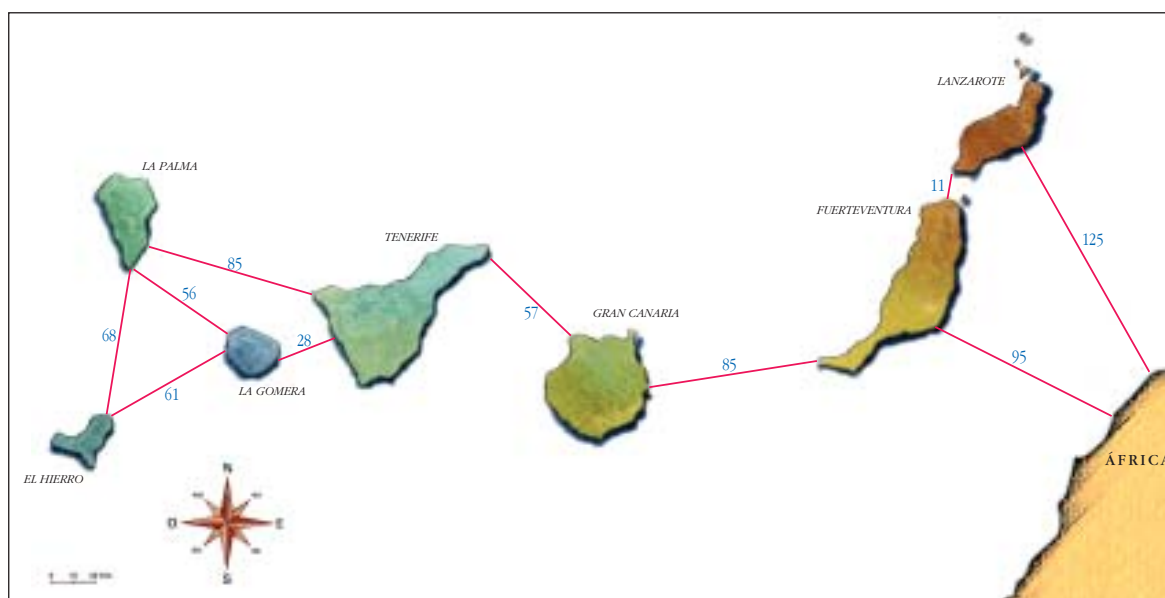 LANZAROTE
LA PALMA
11
FUERTEVENTURA
TENERIFE
125
85
56
57
GRAN CANARIA
68
28
85
95
LA GOMERA
61
ÁFRICA
EL HIERRO
N
O
E
S